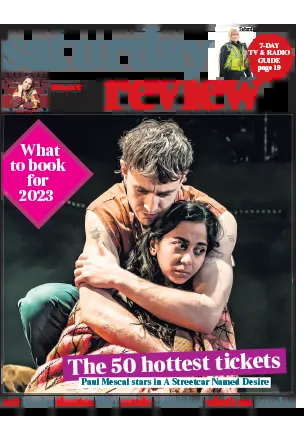 saturday
review
7-DAY
TV & RADIO
GUIDE
page 19
What
to book
for
2023
The 50 hottest tickets
Paul Mescal stars in A Streetcar Named Desire